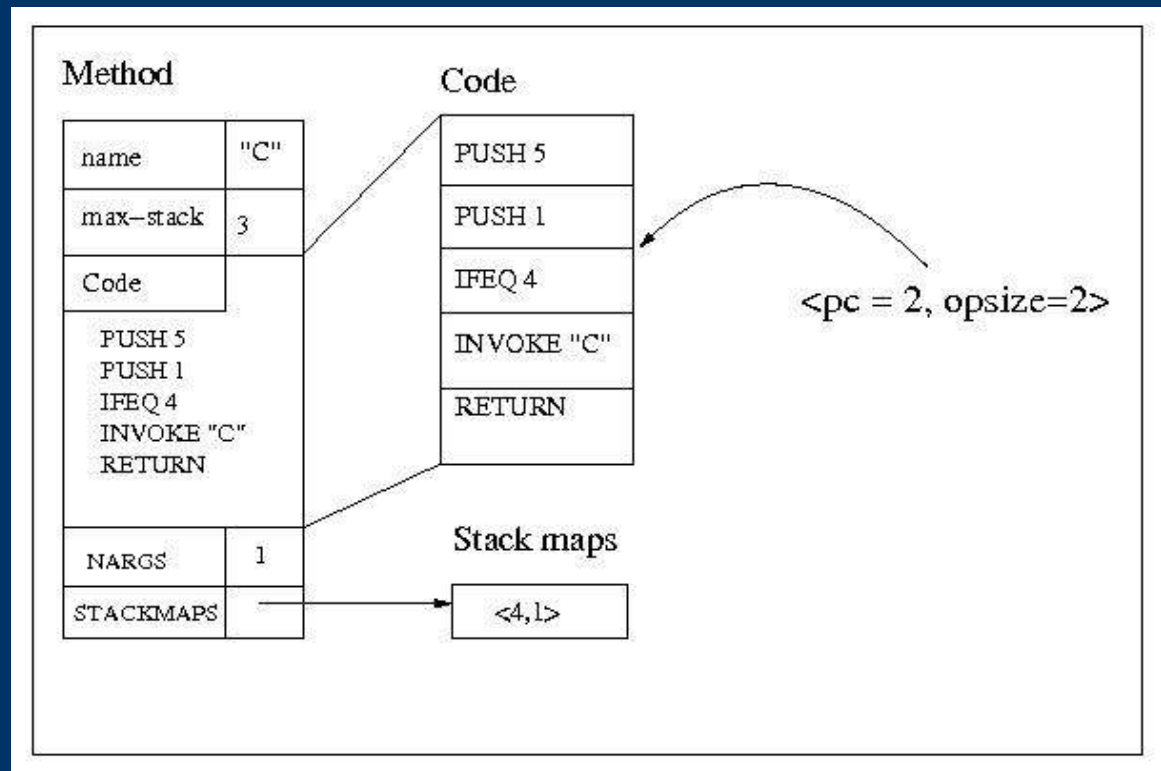 Method
name "C"
max-stack 3
Code
PUSH 5
PUSH 1
IFEQ 4
INVOKE "C"
RETURN
NARGS 1
STACKMAPS
Code
PUSH 5
PUSH 1
IFEQ 4
INVOKE "C"
RETURN
<pc = 2, opsize=2>
Stack maps
<4,1>